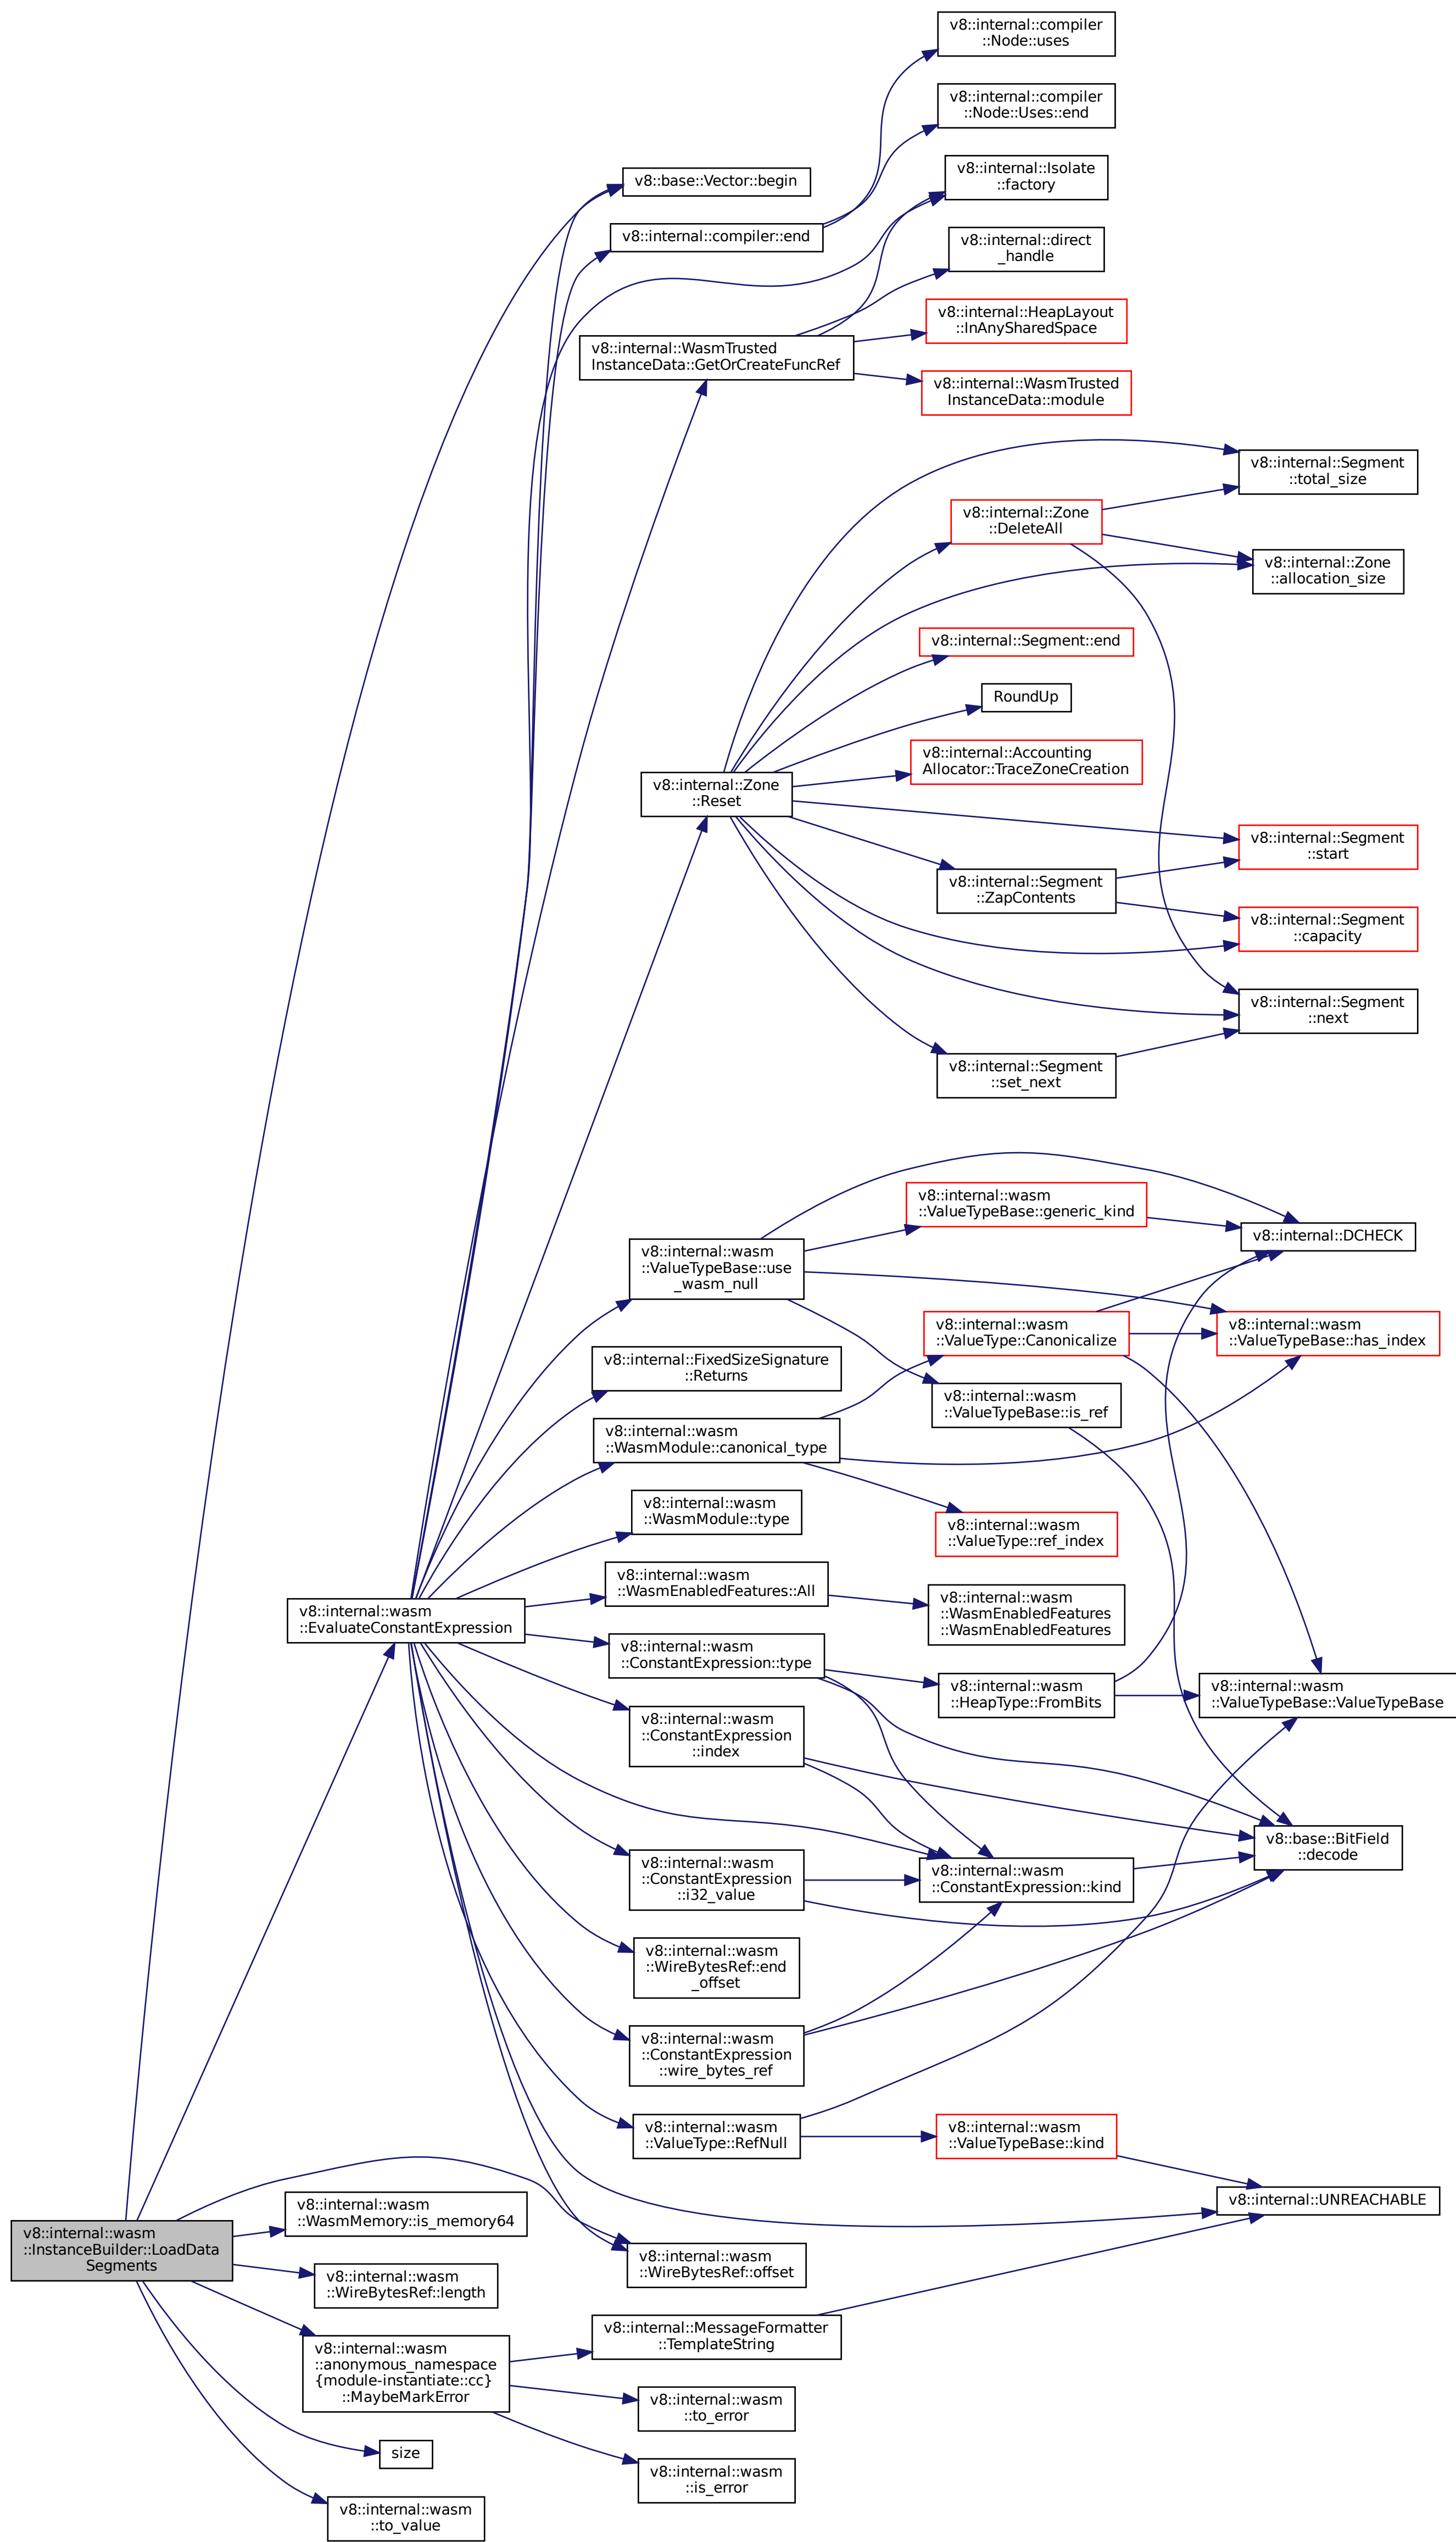 v8::internal::compiler
::Node::uses
v8::internal::compiler
::Node::Uses::end
v8::internal::Isolate
::factory
v8::base::Vector::begin
v8::internal::compiler::end
v8::internal::direct
_handle
v8::internal::HeapLayout
::InAnySharedSpace
v8::internal::WasmTrusted
InstanceData::GetOrCreateFuncRef
v8::internal::WasmTrusted
InstanceData::module
v8::internal::Segment
::total_size
v8::internal::Zone
::DeleteAll
v8::internal::Zone
::allocation_size
v8::internal::Segment::end
RoundUp
v8::internal::Accounting
Allocator::TraceZoneCreation
v8::internal::Zone
::Reset
v8::internal::Segment
::start
v8::internal::Segment
::ZapContents
v8::internal::Segment
::capacity
v8::internal::Segment
::next
v8::internal::Segment
::set_next
v8::internal::wasm
::ValueTypeBase::generic_kind
v8::internal::DCHECK
v8::internal::wasm
::ValueTypeBase::use
_wasm_null
v8::internal::wasm
::ValueType::Canonicalize
v8::internal::wasm
::ValueTypeBase::has_index
v8::internal::FixedSizeSignature
::Returns
v8::internal::wasm
::ValueTypeBase::is_ref
v8::internal::wasm
::WasmModule::canonical_type
v8::internal::wasm
::WasmModule::type
v8::internal::wasm
::ValueType::ref_index
v8::internal::wasm
::WasmEnabledFeatures::All
v8::internal::wasm
::WasmEnabledFeatures
::WasmEnabledFeatures
v8::internal::wasm
::EvaluateConstantExpression
v8::internal::wasm
::ConstantExpression::type
v8::internal::wasm
::HeapType::FromBits
v8::internal::wasm
::ValueTypeBase::ValueTypeBase
v8::internal::wasm
::ConstantExpression
::index
v8::base::BitField
::decode
v8::internal::wasm
::ConstantExpression
::i32_value
v8::internal::wasm
::ConstantExpression::kind
v8::internal::wasm
::WireBytesRef::end
_offset
v8::internal::wasm
::ConstantExpression
::wire_bytes_ref
v8::internal::wasm
::ValueType::RefNull
v8::internal::wasm
::ValueTypeBase::kind
v8::internal::UNREACHABLE
v8::internal::wasm
::WasmMemory::is_memory64
v8::internal::wasm
::InstanceBuilder::LoadData
Segments
v8::internal::wasm
::WireBytesRef::offset
v8::internal::wasm
::WireBytesRef::length
v8::internal::MessageFormatter
::TemplateString
v8::internal::wasm
::anonymous_namespace
{module-instantiate::cc}
::MaybeMarkError
v8::internal::wasm
::to_error
size
v8::internal::wasm
::is_error
v8::internal::wasm
::to_value